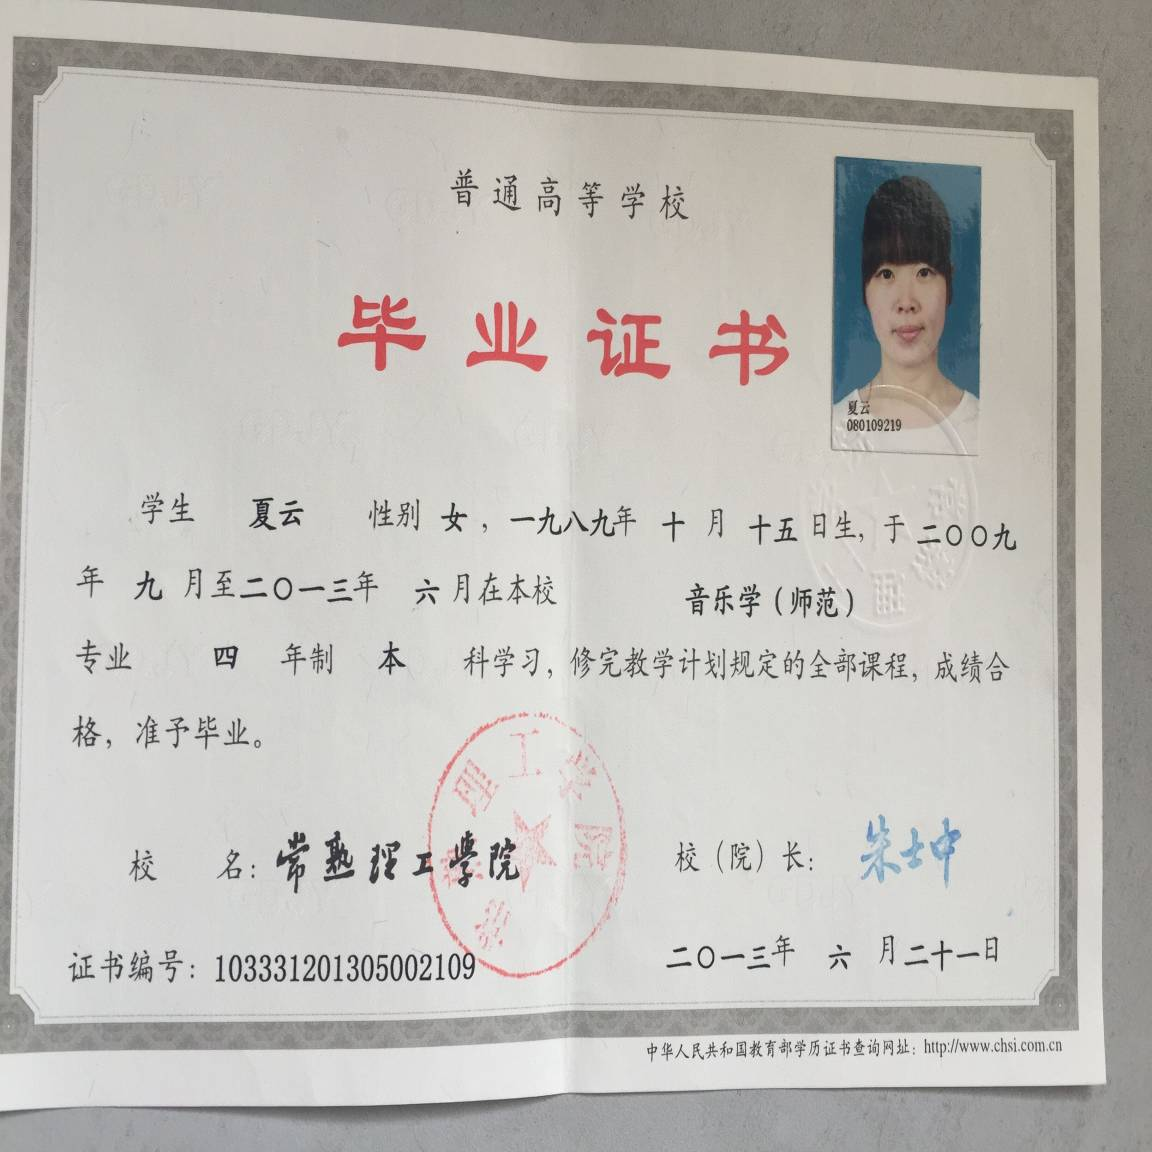 普通高等学校
毕业证书
夏云
080109219
学生 夏云 性别 女，一九八九年 十 月 十五 日生，于 二〇〇九
年 九 月至二〇一三年 六 月在本校 音乐学（师范）
专业 四 年制 本 科学习，修完教学计划规定的全部课程，成绩合
格，准予毕业。
校 名：常熟理工學院
校（院）长：朱士中
常熟理工学院
证书编号：103331201305002109
二〇一三年 六 月二十一日
中华人民共和国教育部学历证书查询网址：http://www.chsi.com.cn